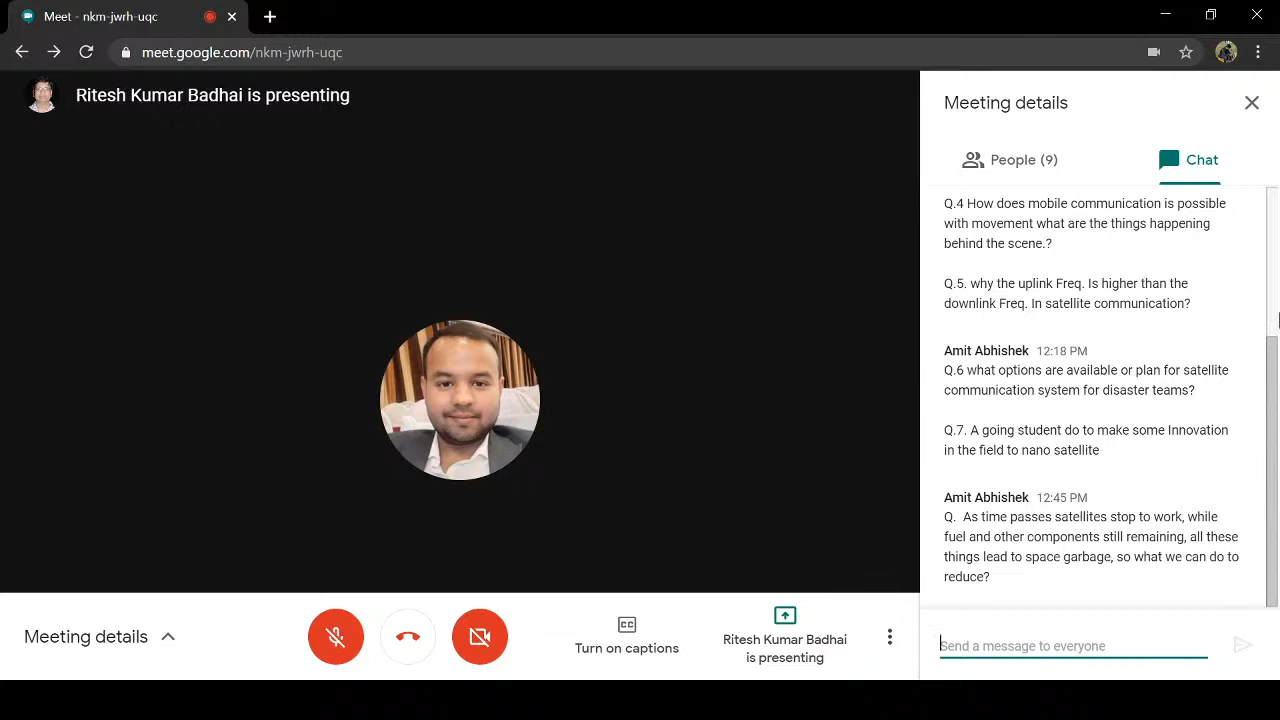 Meet - nkm-jwrh-uqc
meet.google.com/nkm-jwrh-uqc
Ritesh Kumar Badhai is presenting
Meeting details
People (9)
Chat
Q.4 How does mobile communication is possible
with movement what are the things happening
behind the scene.?
Q.5. why the uplink Freq. Is higher than the
downlink Freq. In satellite communication?
Amit Abhishek 12:18 PM
Q.6 what options are available or plan for satellite
communication system for disaster teams?
Q.7. A going student do to make some Innovation
in the field to nano satellite
Amit Abhishek 12:45 PM
Q.  As time passes satellites stop to work, while
fuel and other components still remaining, all these
things lead to space garbage, so what we can do to
reduce?
Send a message to everyone
Meeting details
CC
Turn on captions
Ritesh Kumar Badhai
is presenting